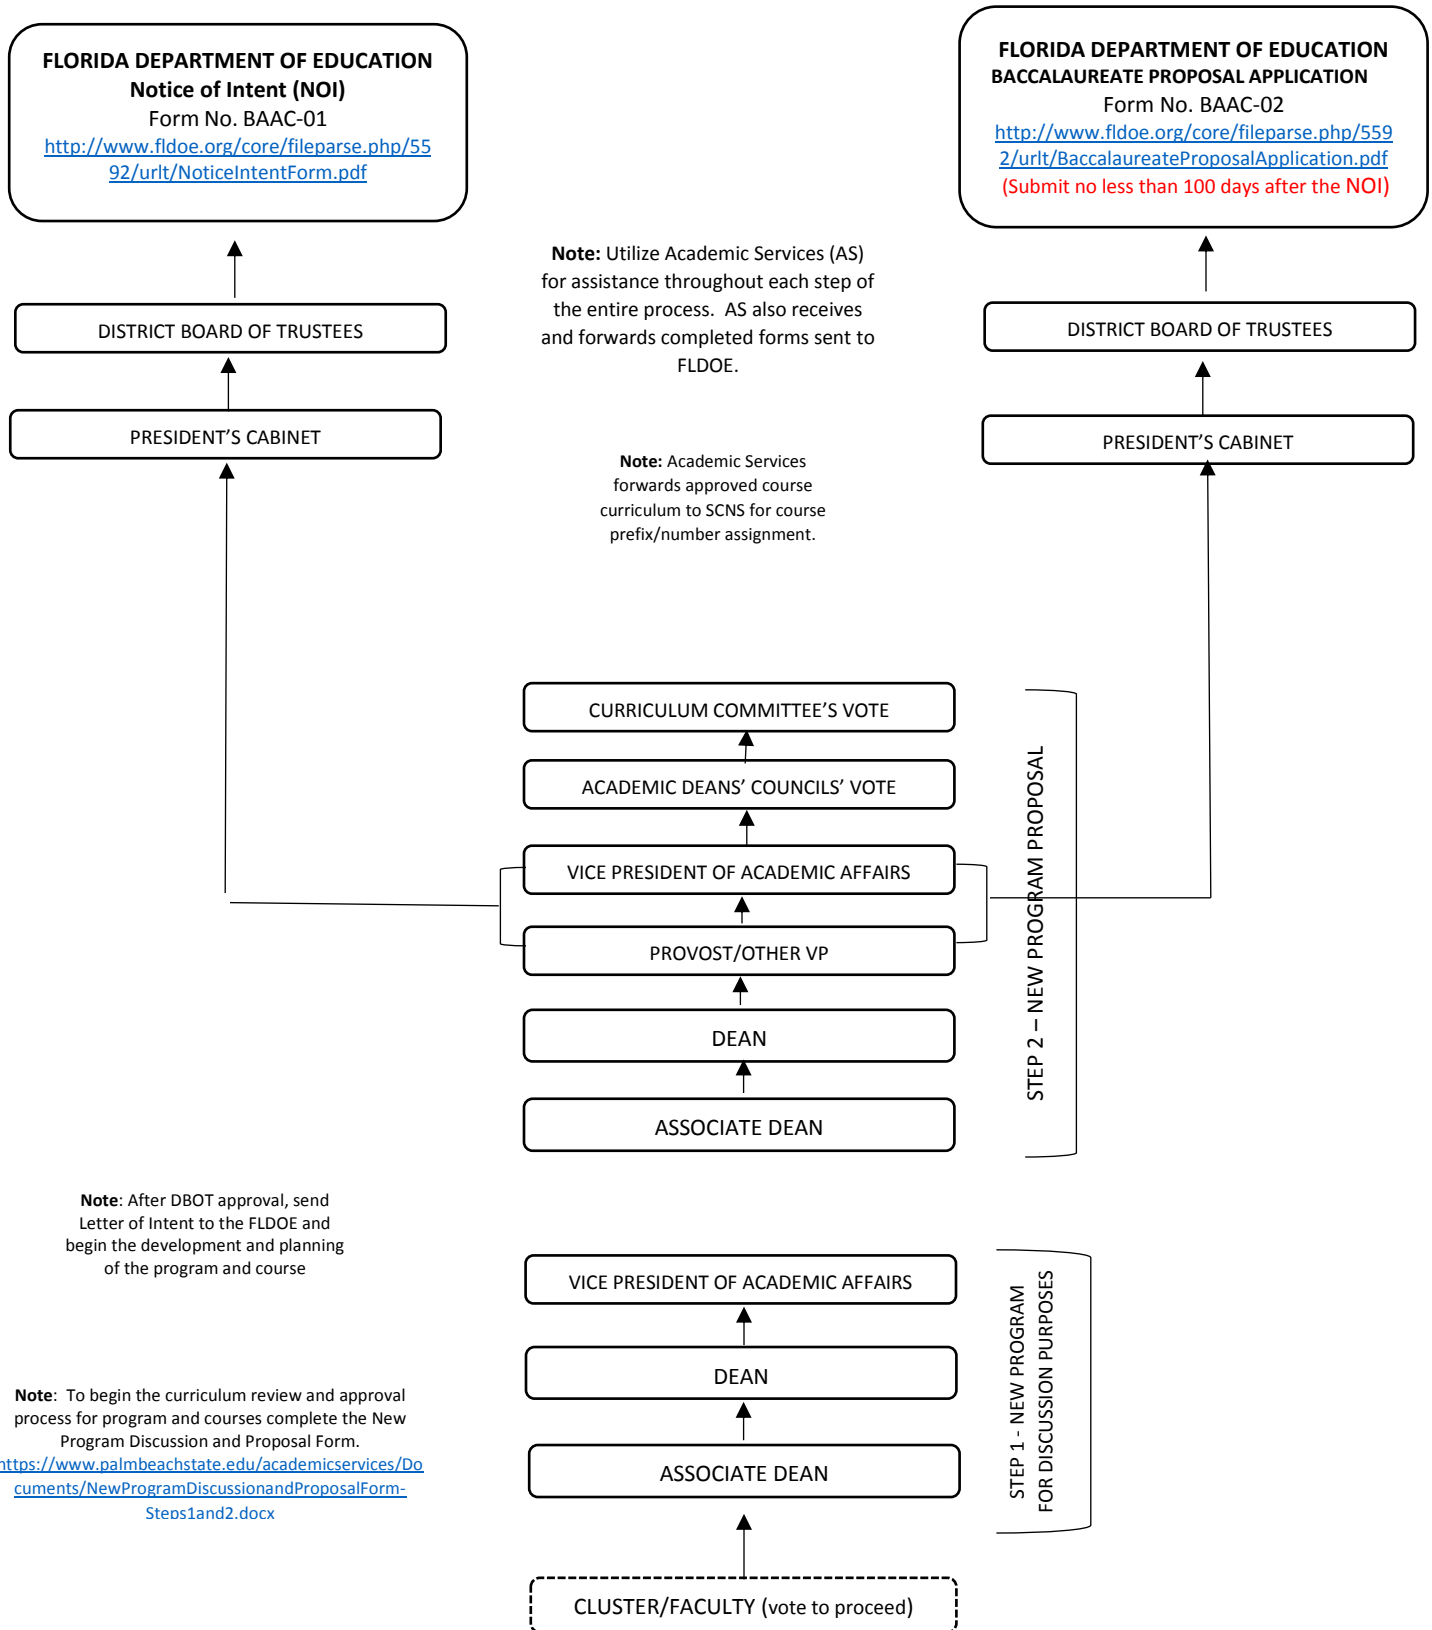 FLORIDA DEPARTMENT OF EDUCATION
Notice of Intent (NOI)
Form No. BAAC-01
http://www.fldoe.org/core/fileparse.php/55
92/urlt/NoticeIntentForm.pdf
FLORIDA DEPARTMENT OF EDUCATION
BACCALAUREATE PROPOSAL APPLICATION
Form No. BAAC-02
http://www.fldoe.org/core/fileparse.php/559
2/urlt/BaccalaureateProposalApplication.pdf
(Submit no less than 100 days after the NOI)
Note: Utilize Academic Services (AS)
for assistance throughout each step of
the entire process.  AS also receives
and forwards completed forms sent to
FLDOE.
DISTRICT BOARD OF TRUSTEES
DISTRICT BOARD OF TRUSTEES
PRESIDENT’S CABINET
PRESIDENT’S CABINET
Note: Academic Services
forwards approved course
curriculum to SCNS for course
prefix/number assignment.
CURRICULUM COMMITTEE’S VOTE
ACADEMIC DEANS’ COUNCILS’ VOTE
VICE PRESIDENT OF ACADEMIC AFFAIRS
PROVOST/OTHER VP
DEAN
ASSOCIATE DEAN
STEP 2 – NEW PROGRAM PROPOSAL
Note: After DBOT approval, send
Letter of Intent to the FLDOE and
begin the development and planning
of the program and course
VICE PRESIDENT OF ACADEMIC AFFAIRS
DEAN
ASSOCIATE DEAN
STEP 1 - NEW PROGRAM
FOR DISCUSSION PURPOSES
Note:  To begin the curriculum review and approval
process for program and courses complete the New
Program Discussion and Proposal Form.
https://www.palmbeachstate.edu/academicservices/Do
cuments/NewProgramDiscussionandProposalForm-
Steps1and2.docx
CLUSTER/FACULTY (vote to proceed)